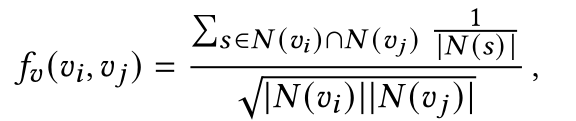 f_v(v_i, v_j) = \frac{\sum_{s \in N(v_i) \cap N(v_j)} \frac{1}{|N(s)|}}{\sqrt{|N(v_i)||N(v_j)|}} ,